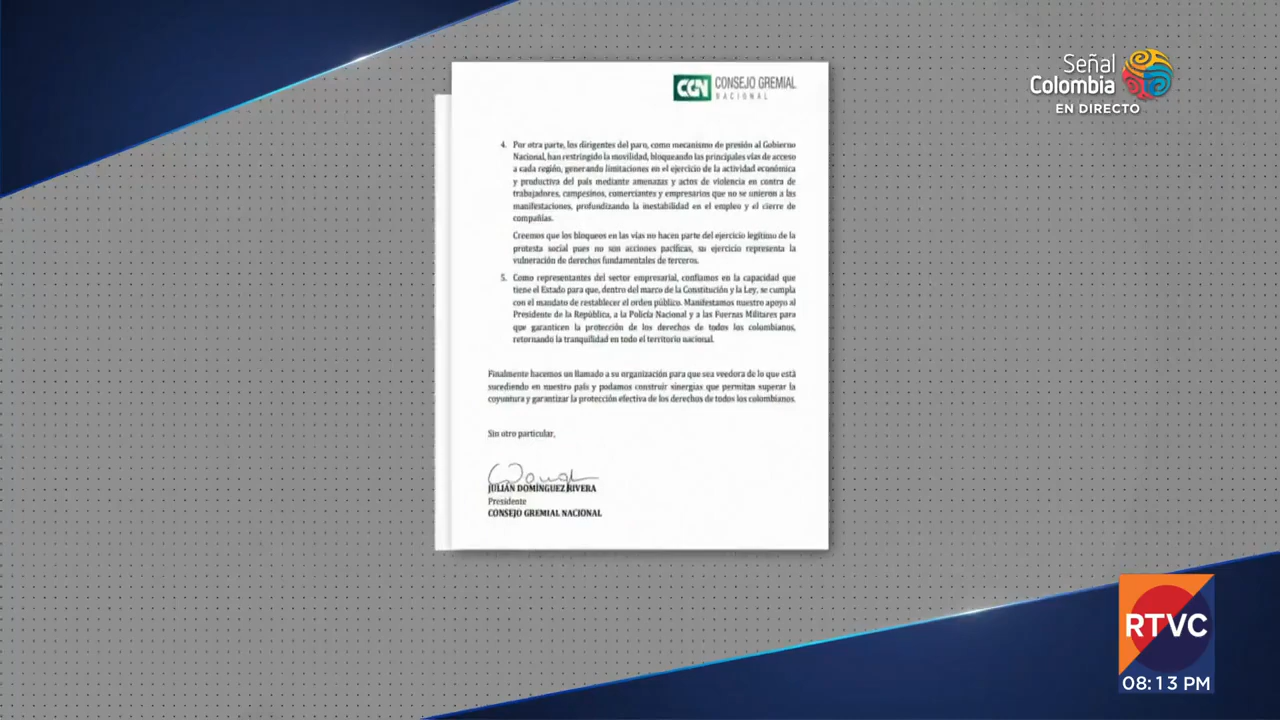 Señal
Colombia
EN DIRECTO
CGN CONSEJO GREMIAL
NACIONAL
4. Por otra parte, los dirigentes del paro, como mecanismo de presión al Gobierno
Nacional, han restringido la movilidad, bloqueando las principales vías de acceso
a cada región, generando limitaciones en el ejercicio de la actividad económica
y productiva del país mediante amenazas y actos de violencia en contra de
trabajadores, campesinos, comerciantes y empresarios que no se unieron a las
manifestaciones, profundizando la inestabilidad en el empleo y el cierre de
compañías.
Creemos que los bloqueos en las vías no hacen parte del ejercicio legítimo de la
protesta social pues no son acciones pacíficas, su ejercicio representa la
vulneración de derechos fundamentales de terceros.
5. Como representantes del sector empresarial, confiamos en la capacidad que
tiene el Estado para que, dentro del marco de la Constitución y la Ley, se cumpla
con el mandato de restablecer el orden público. Manifestamos nuestro apoyo al
Presidente de la República, a la Policía Nacional y a las Fuerzas Militares para
que garanticen la protección de los derechos de todos los colombianos,
retornando la tranquilidad en todo el territorio nacional.
Finalmente hacemos un llamado a su organización para que sea veedora de lo que está
sucediendo en nuestro país y podamos construir sinergias que permitan superar la
coyuntura y garantizar la protección efectiva de los derechos de todos los colombianos.
Sin otro particular,
JULIÁN DOMÍNGUEZ RIVERA
Presidente
CONSEJO GREMIAL NACIONAL
RTVC
08:13 PM